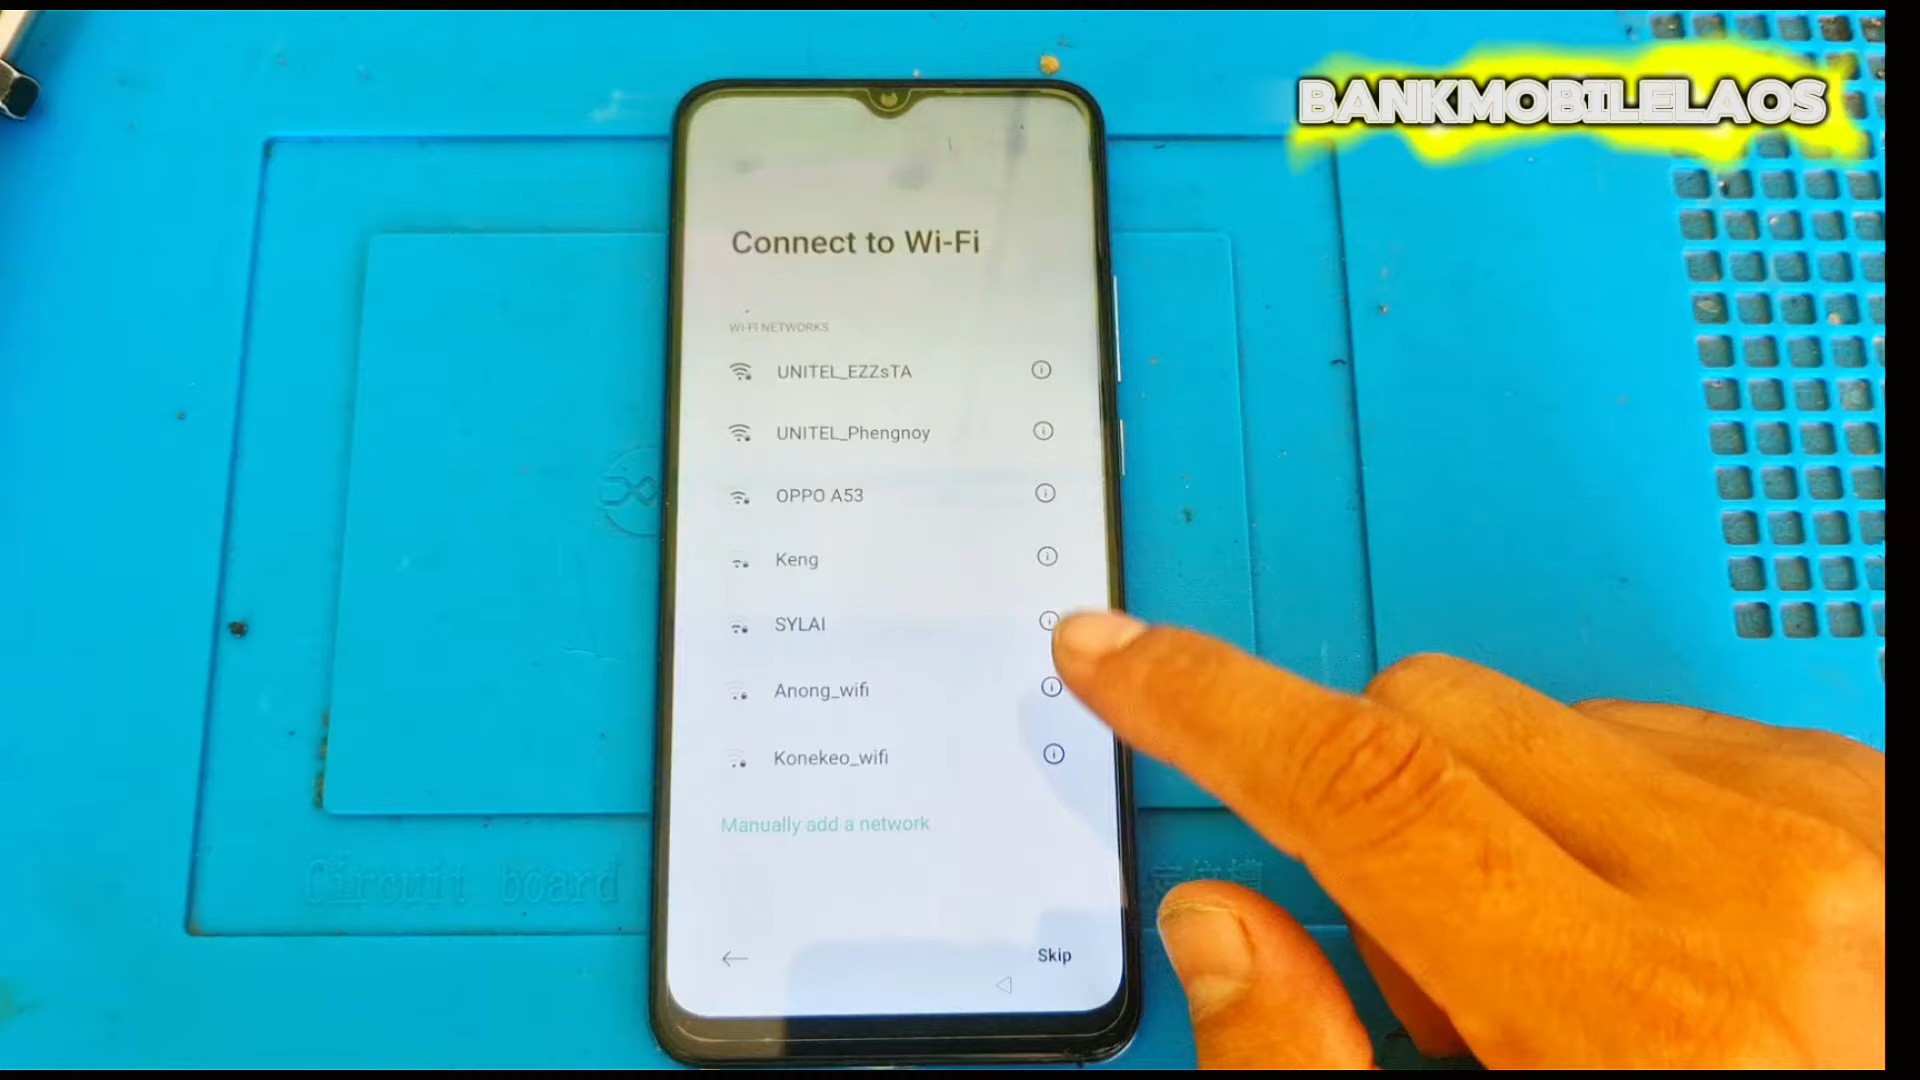 BANKMOBILELAOS
Connect to Wi-Fi
WI-FI NETWORKS
UNITEL_EZZsTA
UNITEL_Phengnoy
OPPO A53
Keng
SYLAI
Anong_wifi
Konekeo_wifi
Manually add a network
Circuit board
Skip